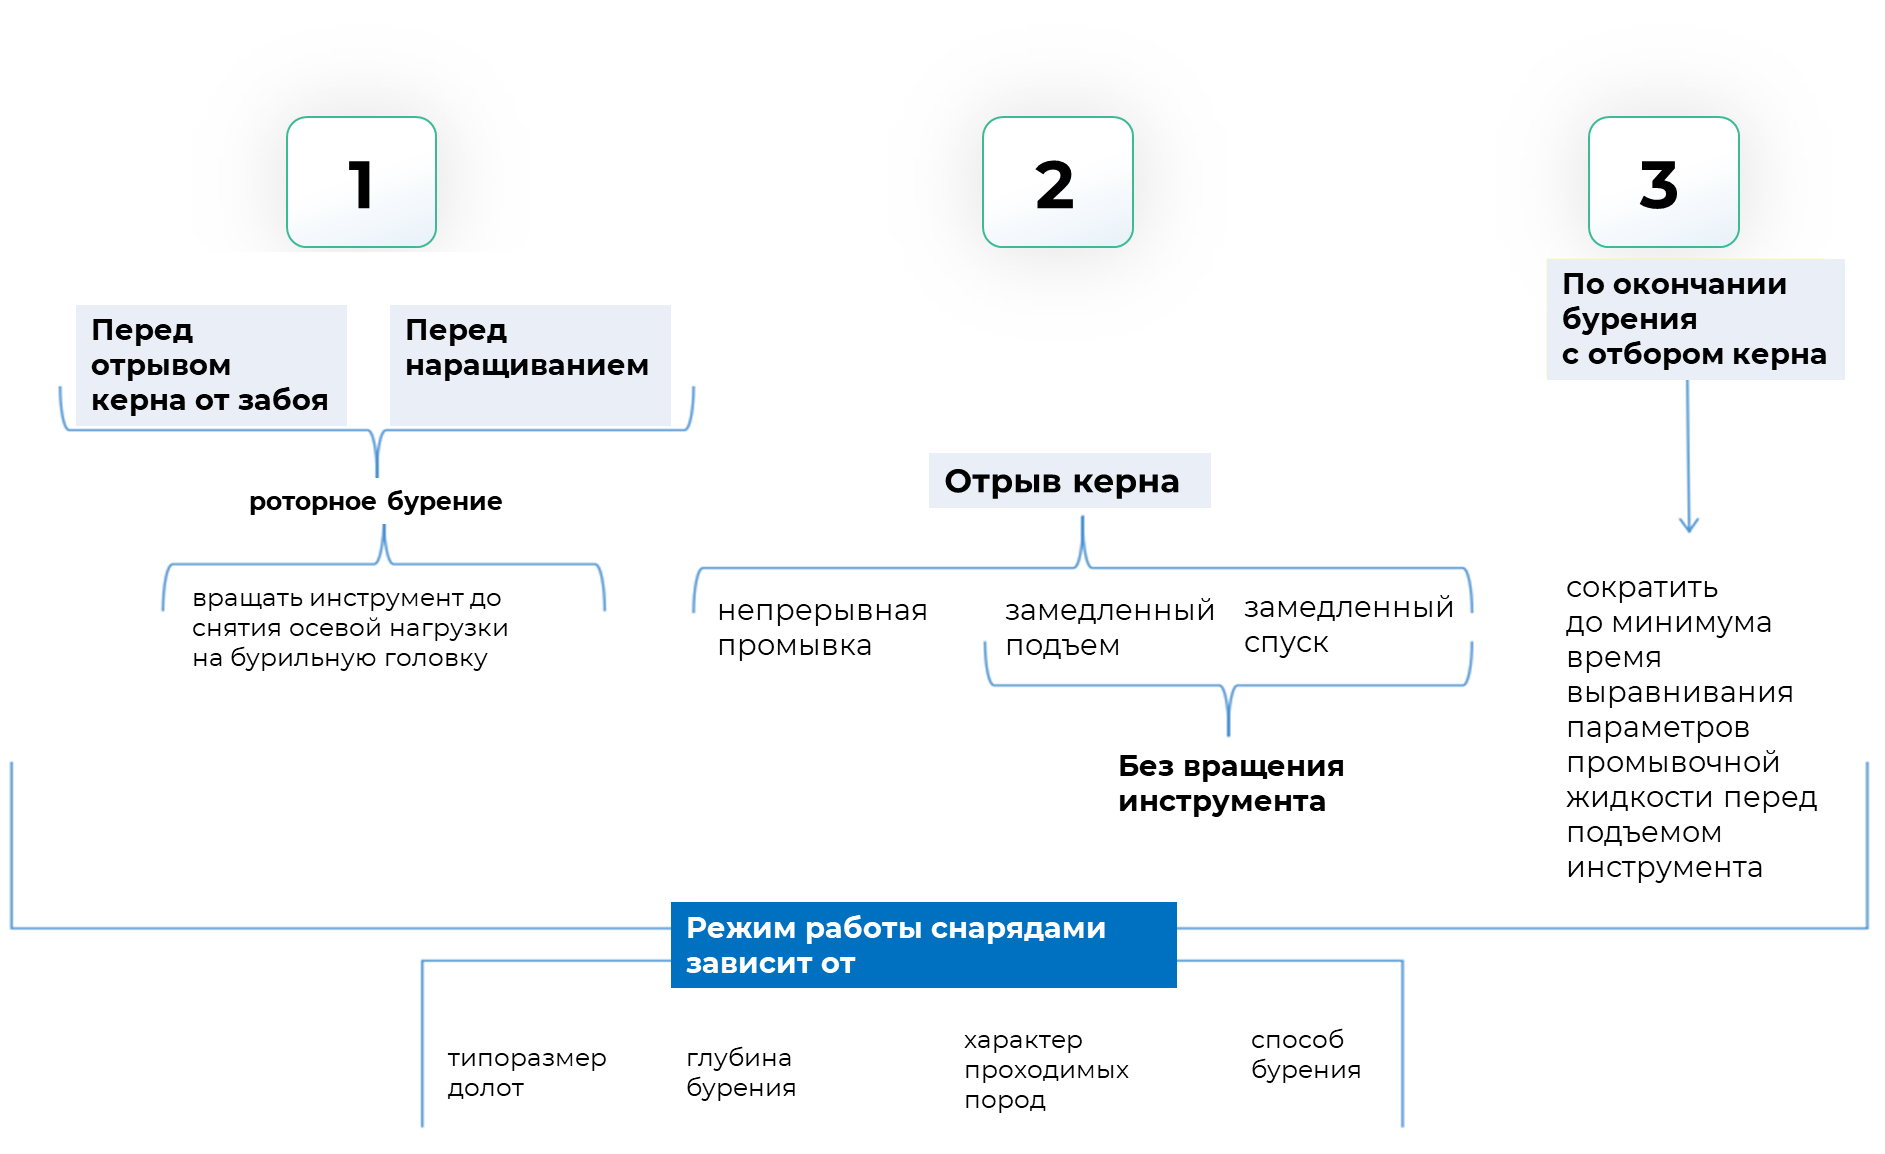 1
Перед
отрывом
керна от забоя
Перед
наращиванием
роторное бурение
вращать инструмент до
снятия осевой нагрузки
на бурильную головку
2
Отрыв керна
непрерывная
промывка
замедленный
подъем
замедленный
спуск
Без вращения
инструмента
3
По окончании
бурения
с отбором керна
сократить
до минимума
время
выравнивания
параметров
промывочной
жидкости перед
подъемом
инструмента
Режим работы снарядами
зависит от
типоразмер
долот
глубина
бурения
характер
проходимых
пород
способ
бурения